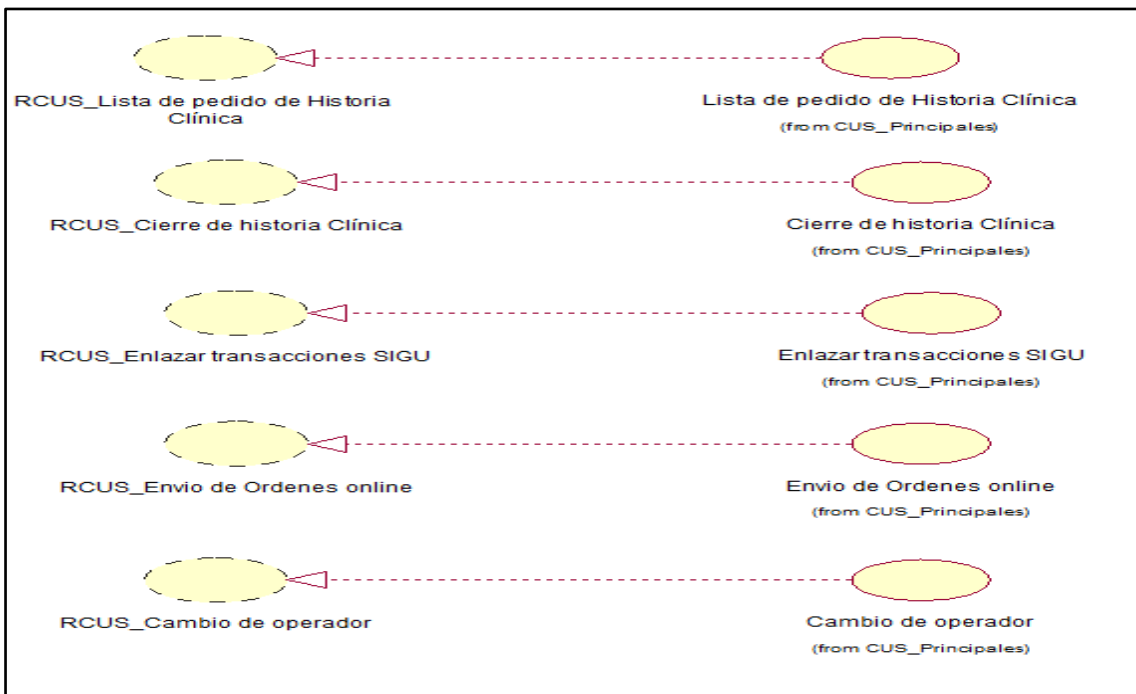 RCUS_Lista de pedido de Historia
Clínica
Lista de pedido de Historia Clínica
(from CUS_Principales)
RCUS_Cierre de historia Clínica
Cierre de historia Clínica
(from CUS_Principales)
RCUS_Enlazar transacciones SIGU
Enlazar transacciones SIGU
(from CUS_Principales)
RCUS_Envio de Ordenes online
Envio de Ordenes online
(from CUS_Principales)
RCUS_Cambio de operador
Cambio de operador
(from CUS_Principales)